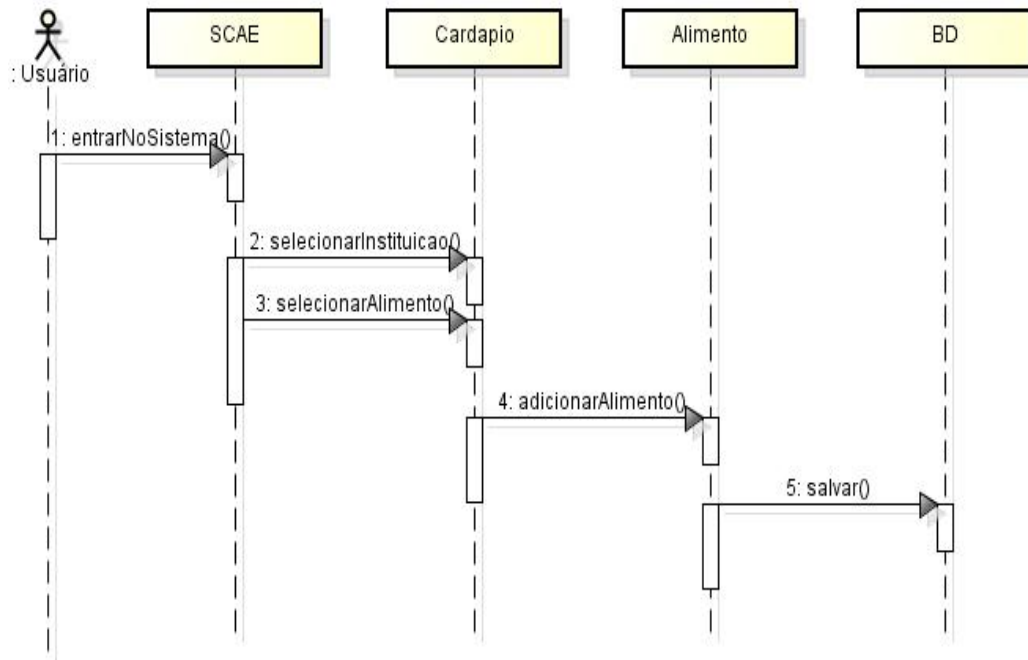 SCAE
Cardapio
Alimento
BD
: Usuário
1: entrarNoSistema()
2: selecionarInstituicao()
3: selecionarAlimento()
4: adicionarAlimento()
5: salvar()